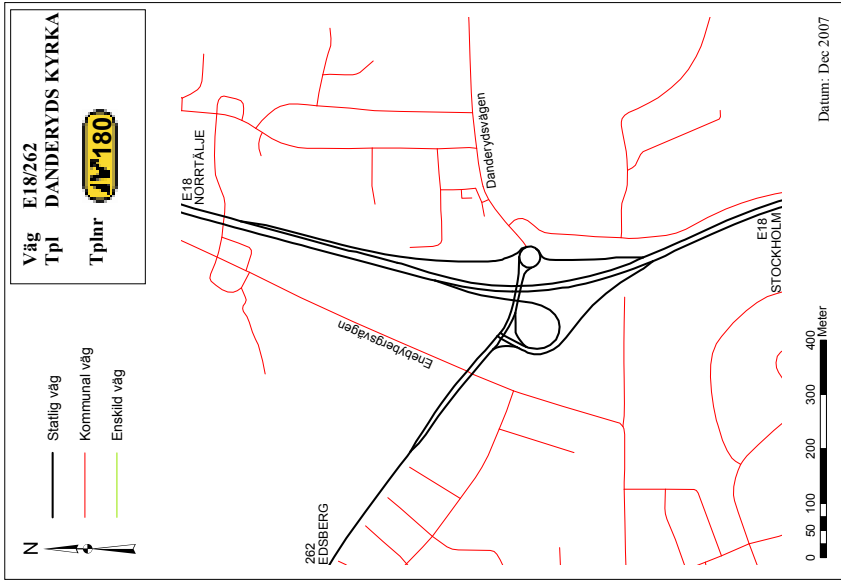 Väg E18/262
Tpl DANDERYDS KYRKA
Tplnr 180
N
Statlig väg
Kommunal väg
Enskild väg
E18
NORRTÄLJE
Danderydsvägen
Enebybergsvägen
262
EDSBERG
E18
STOCKHOLM
0 50 100 200 300 400
Meter
Datum: Dec 2007